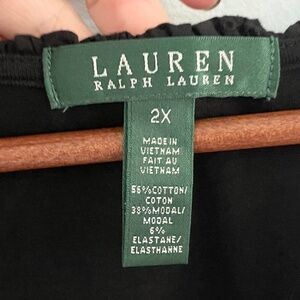 LAUREN
RALPH LAUREN
2X
MADE IN
VIETNAM
FAIT AU
VIETNAM
56%COTTON/
COTON
38%MODAL/
MODAL
6%
ELASTANE/
ELASTHANNE